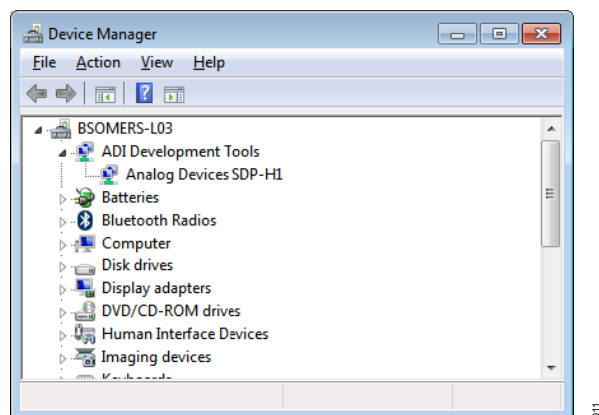 Device Manager
File Action View Help
BSOMERS-L03
ADI Development Tools
Analog Devices SDP-H1
Batteries
Bluetooth Radios
Computer
Disk drives
Display adapters
DVD/CD-ROM drives
Human Interface Devices
Imaging devices